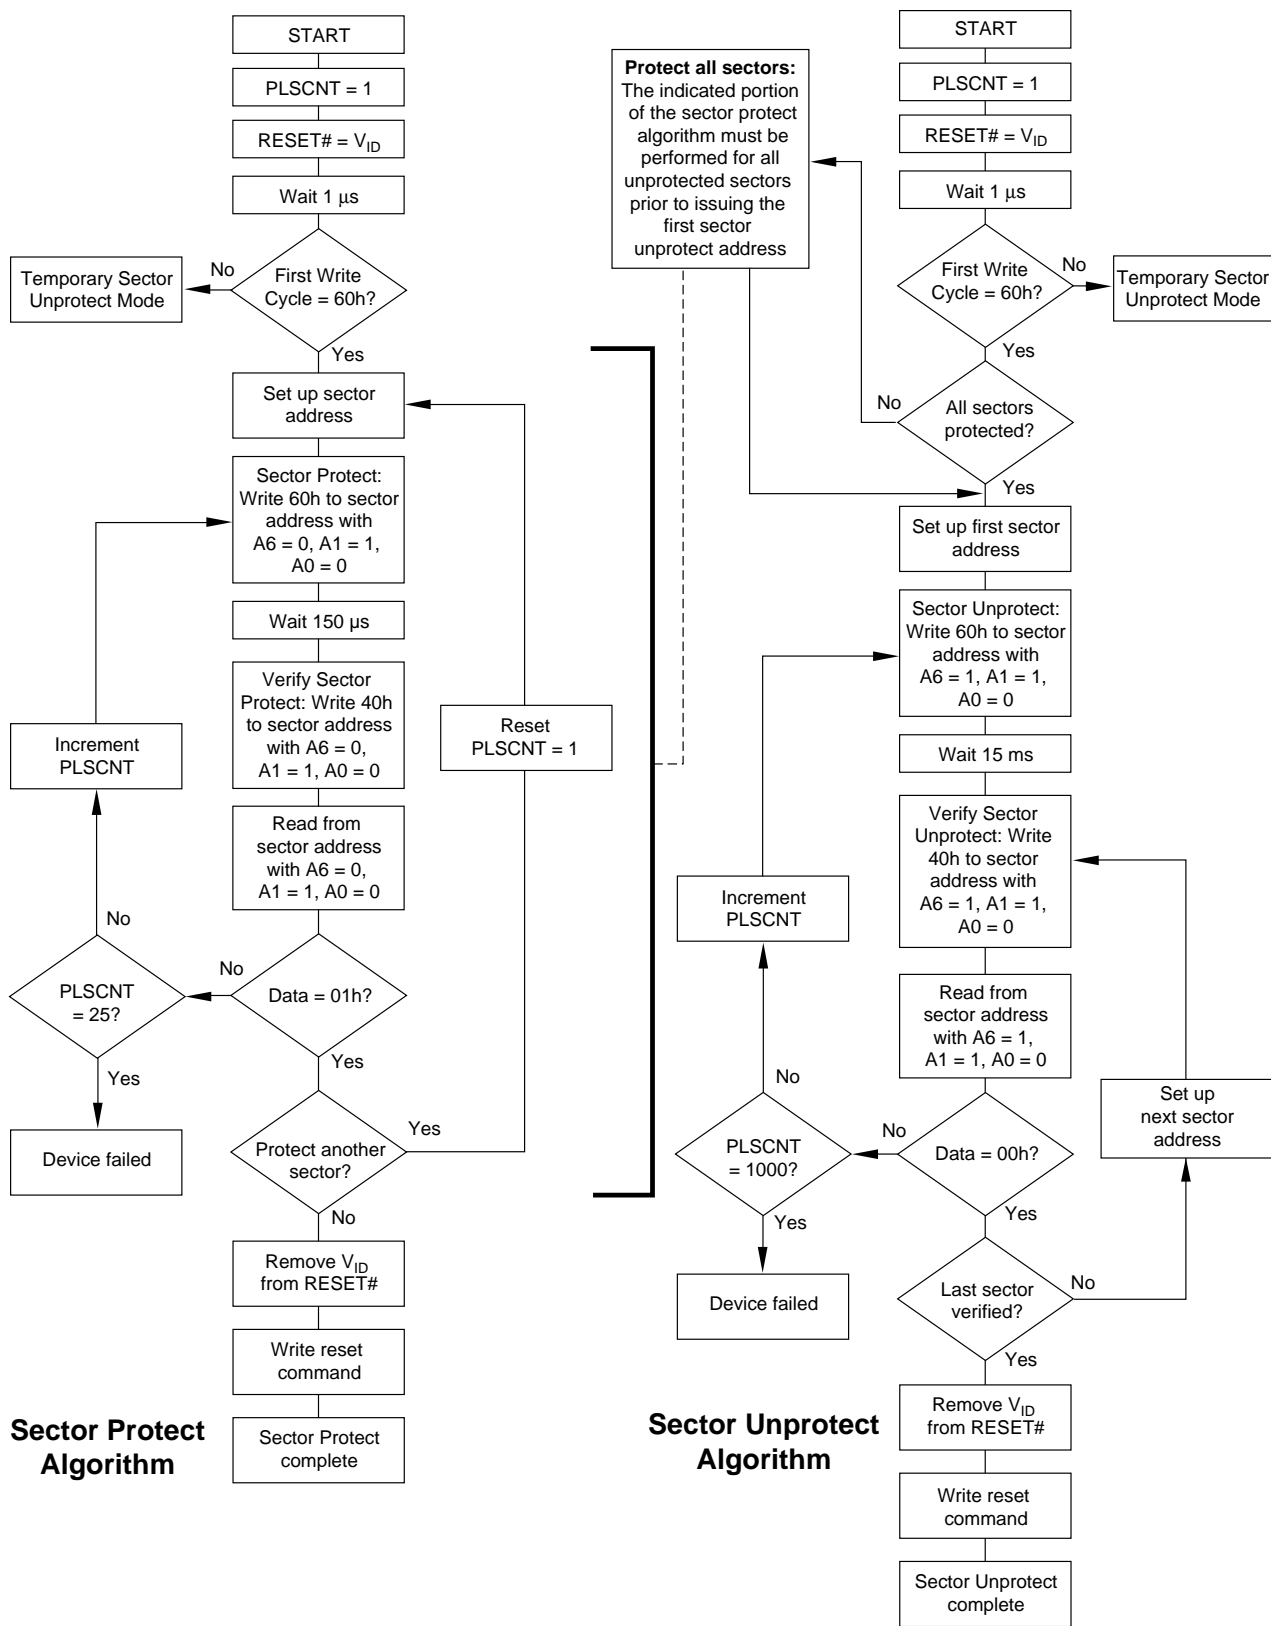 START
PLSCNT = 1
RESET# = VID
Wait 1 μs
First Write
Cycle = 60h?
No
Temporary Sector
Unprotect Mode
Yes
Set up sector
address
Sector Protect:
Write 60h to sector
address with
A6 = 0, A1 = 1,
A0 = 0
Wait 150 µs
Verify Sector
Protect: Write 40h
to sector address
with A6 = 0,
A1 = 1, A0 = 0
Read from
sector address
with A6 = 0,
A1 = 1, A0 = 0
Data = 01h?
No
PLSCNT
= 25?
No
Increment
PLSCNT
Yes
Device failed
Yes
Protect another
sector?
Yes
Reset
PLSCNT = 1
No
Remove VID
from RESET#
Write reset
command
Sector Protect
complete
Sector Protect
Algorithm
Protect all sectors:
The indicated portion
of the sector protect
algorithm must be
performed for all
unprotected sectors
prior to issuing the
first sector
unprotect address
START
PLSCNT = 1
RESET# = VID
Wait 1 μs
First Write
Cycle = 60h?
No
Temporary Sector
Unprotect Mode
Yes
All sectors
protected?
No
Yes
Set up first sector
address
Sector Unprotect:
Write 60h to sector
address with
A6 = 1, A1 = 1,
A0 = 0
Wait 15 ms
Verify Sector
Unprotect: Write
40h to sector
address with
A6 = 1, A1 = 1,
A0 = 0
Read from
sector address
with A6 = 1,
A1 = 1, A0 = 0
Data = 00h?
No
PLSCNT
= 1000?
No
Increment
PLSCNT
Yes
Device failed
Yes
Last sector
verified?
No
Set up
next sector
address
Yes
Remove VID
from RESET#
Write reset
command
Sector Unprotect
complete
Sector Unprotect
Algorithm